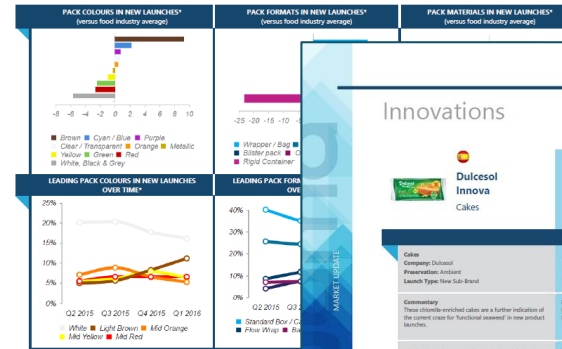 PACK COLOURS IN NEW LAUNCHES*
(versus food industry average)
-8 -6 -4 -2 0 2 4 6 8 10
Brown Cyan / Blue Purple
Clear / Transparent Orange Metallic
Yellow Green Red
White, Black & Grey
PACK FORMATS IN NEW LAUNCHES*
(versus food industry average)
-25 -20 -15 -10
Wrapper / Bag
Blister pack
Rigid Container
PACK MATERIALS IN NEW LAUNCHES*
(versus food industry average)
LEADING PACK COLOURS IN NEW LAUNCHES
OVER TIME*
25%
20%
15%
10%
5%
0%
Q2 2015 Q3 2015 Q4 2015 Q1 2016
White Light Brown Mid Orange
Mid Yellow Mid Red
LEADING PACK
40%
30%
20%
10%
0%
Q2 2015 Q3
Standard Box /
Flow Wrap
MARKET UPDATE
Innovations
Dulcesol
Innova
Cakes
Cakes
Company: Dulcesol
Preservation: Ambient
Launch Type: New Sub-Brand
Commentary
These chlorella-enriched cakes are a further indication of
the current craze for 'functional seaweed' in new product
launches.